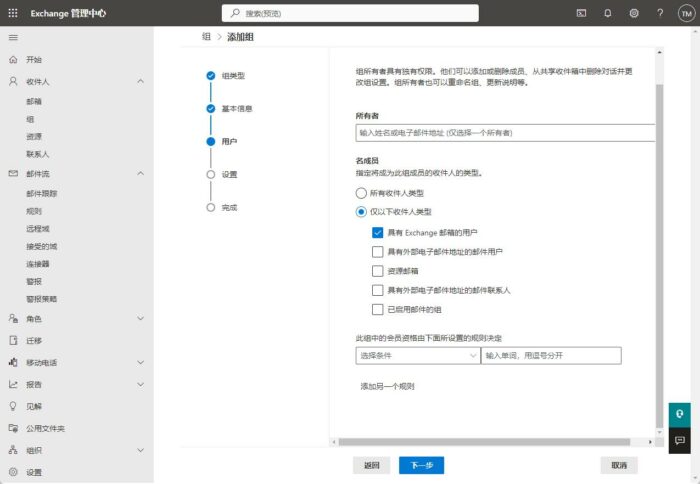 Exchange 管理中心
搜索(预览)
TM
开始
收件人
邮箱
组
资源
联系人
邮件流
邮件跟踪
规则
远程域
接受的域
连接器
警报
警报策略
角色
迁移
移动电话
报告
见解
公用文件夹
组织
设置
组 > 添加组
组类型
基本信息
用户
设置
完成
组所有者具有独有权限。他们可以添加或删除成员、从共享收件箱中删除对话并更
改组设置。组所有者也可以重命名组、更新说明等。
所有者
输入姓名或电子邮件地址 (仅选择一个所有者)
名成员
指定将成为此组成员的收件人的类型。
所有收件人类型
仅以下收件人类型
具有 Exchange 邮箱的用户
具有外部电子邮件地址的邮件用户
资源邮箱
具有外部电子邮件地址的邮件联系人
已启用邮件的组
此组中的会员资格由下面所设置的规则决定
选择条件
输入单词，用逗号分开
添加另一个规则
返回
下一步
取消